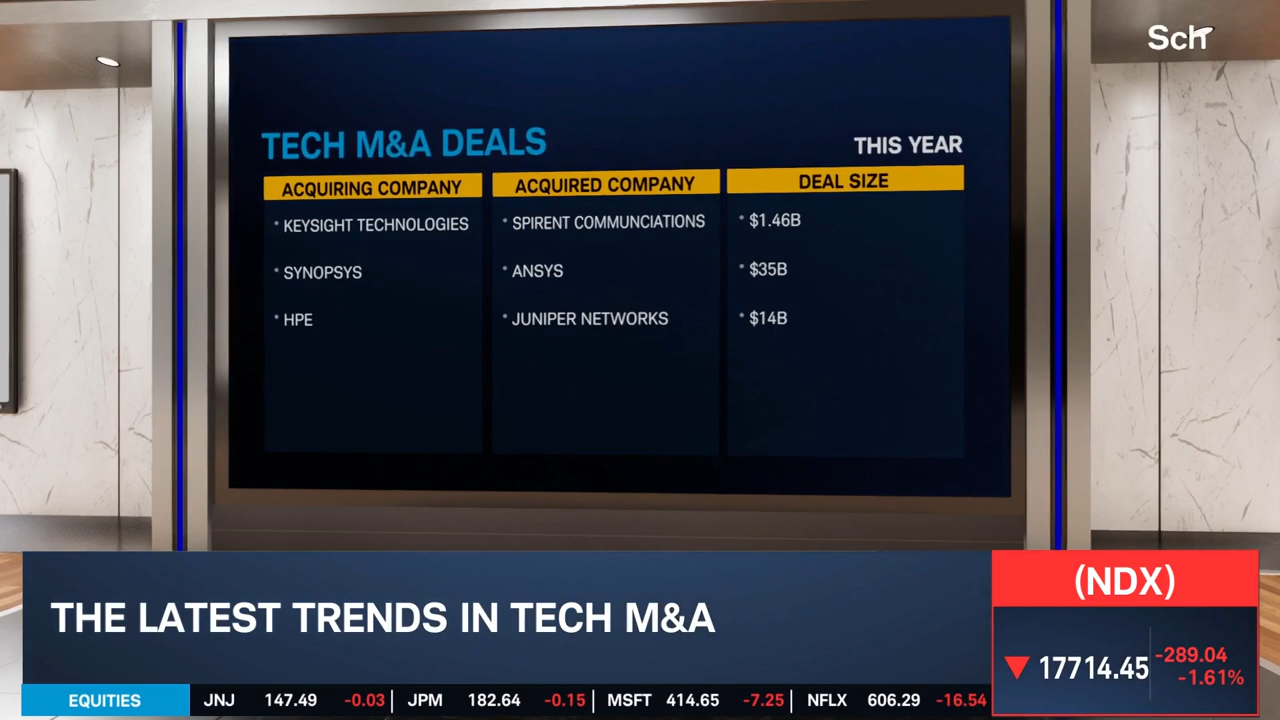 Sch
TECH M&A DEALS
THIS YEAR
ACQUIRING COMPANY
ACQUIRED COMPANY
DEAL SIZE
* KEYSIGHT TECHNOLOGIES
* SPIRENT COMMUNCIATIONS
* $1.46B
* SYNOPSYS
* ANSYS
* $35B
* HPE
* JUNIPER NETWORKS
* $14B
THE LATEST TRENDS IN TECH M&A
(NDX)
▼ 17714.45
-289.04
-1.61%
EQUITIES
JNJ 147.49 -0.03 | JPM 182.64 -0.15 | MSFT 414.65 -7.25 | NFLX 606.29 -16.54